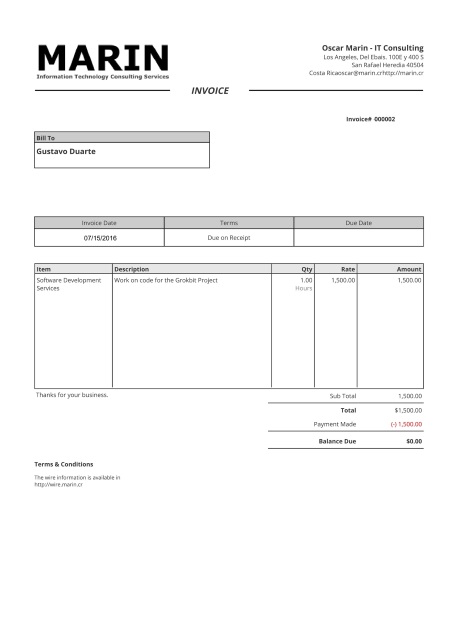 MARIN
Information Technology Consulting Services
Oscar Marin - IT Consulting
Los Angeles, Del Ebais. 100E y 400 S
San Rafael Heredia 40504
Costa Ricaoscar@marin.crhttp://marin.cr
INVOICE
Invoice# 000002
Bill To
Gustavo Duarte
Invoice Date Terms Due Date
07/15/2016 Due on Receipt
Item Description Qty Rate Amount
Software Development Work on code for the Grokbit Project 1.00 1,500.00 1,500.00
Services Hours
Thanks for your business.
Sub Total 1,500.00
Total $1,500.00
Payment Made (-) 1,500.00
Balance Due $0.00
Terms & Conditions
The wire information is available in
http://wire.marin.cr